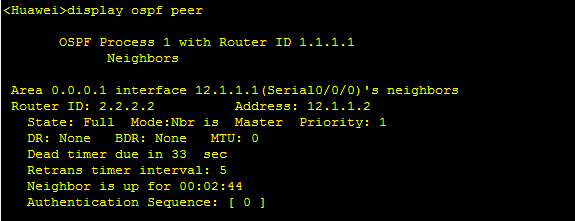 <Huawei>display ospf peer
OSPF Process 1 with Router ID 1.1.1.1
Neighbors
Area 0.0.0.1 interface 12.1.1.1(Serial0/0/0)'s neighbors
Router ID: 2.2.2.2 Address: 12.1.1.2
State: Full Mode:Nbr is Master Priority: 1
DR: None BDR: None MTU: 0
Dead timer due in 33 sec
Retrans timer interval: 5
Neighbor is up for 00:02:44
Authentication Sequence: [ 0 ]